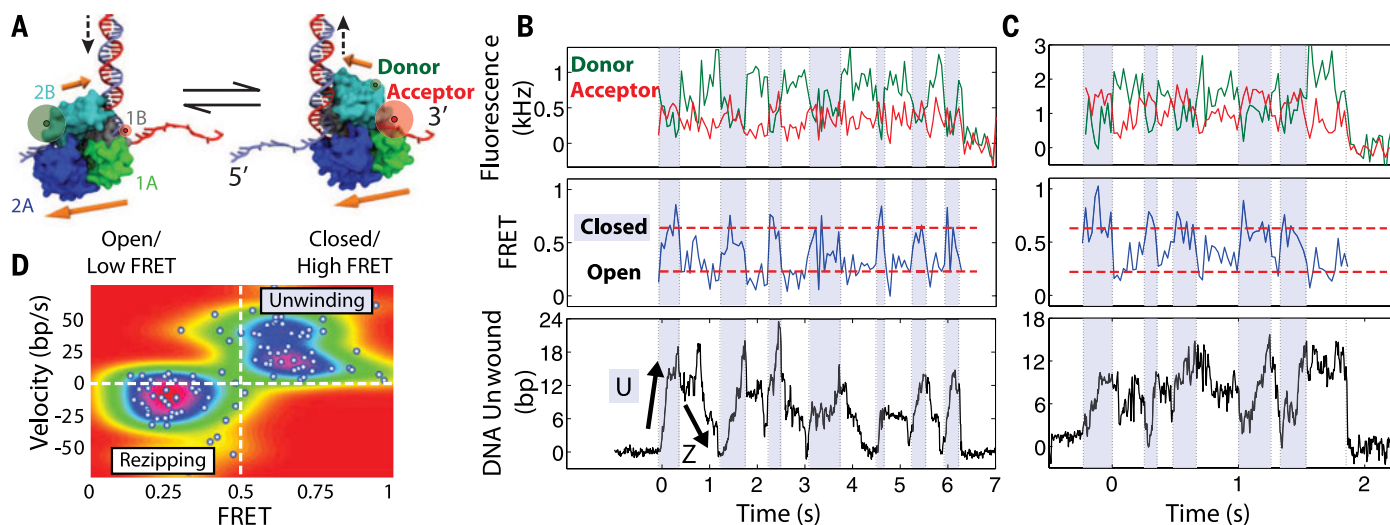 A
2B
1B
2A
1A
5′
3′
Donor
Acceptor
Open/
Low FRET
Closed/
High FRET
B
Fluorescence
(kHz)
1
0.5
0
Donor
Acceptor
FRET
1
0.5
0
Closed
Open
DNA Unwound
(bp)
24
18
12
6
0
U
Z
0 1 2 3 4 5 6 7
Time (s)
C
3
2
1
0
1
0.5
0
18
12
6
0
0 1 2
Time (s)
D
Velocity (bp/s)
50
25
0
-25
-50
Unwinding
Rezipping
0 0.25 0.5 0.75 1
FRET